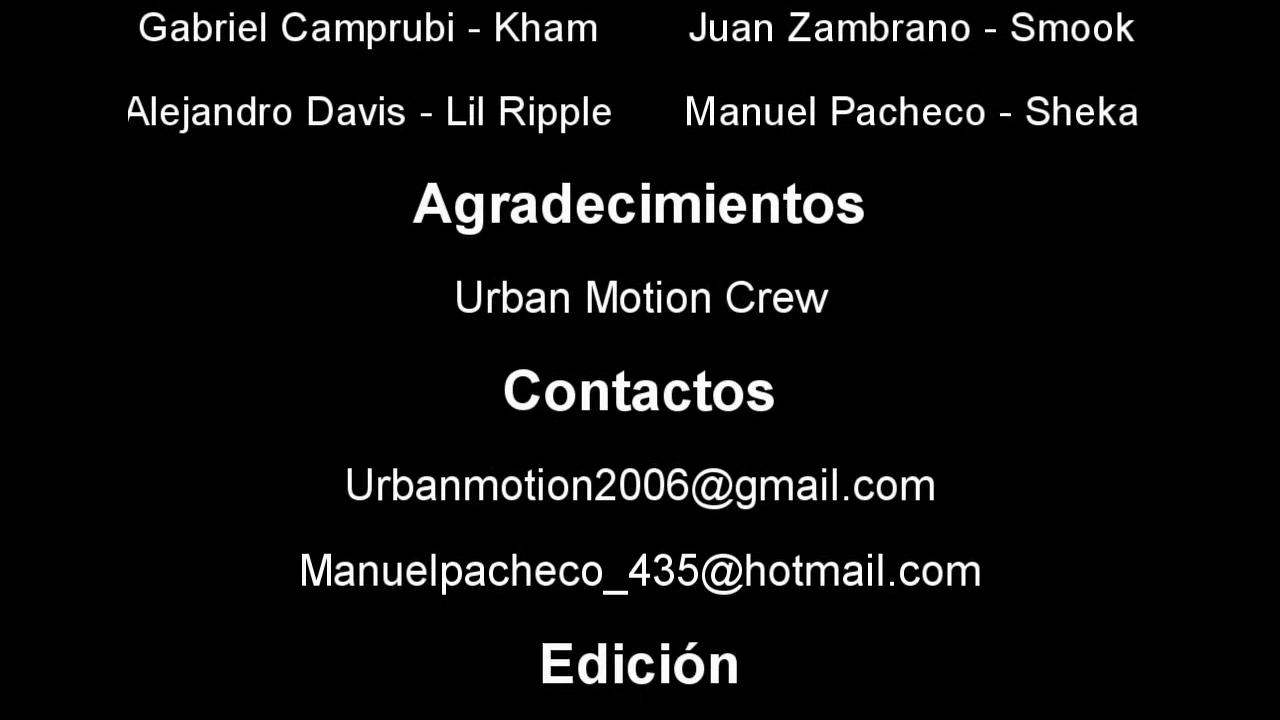 Gabriel Camprubi - Kham Juan Zambrano - Smook
Alejandro Davis - Lil Ripple Manuel Pacheco - Sheka
Agradecimientos
Urban Motion Crew
Contactos
Urbanmotion2006@gmail.com
Manuelpacheco_435@hotmail.com
Edición